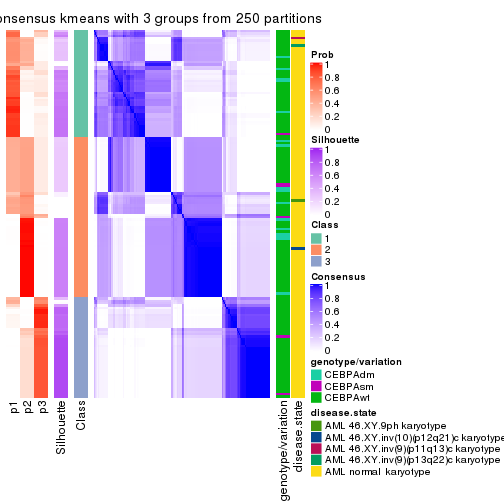 onsensus kmeans with 3 groups from 250 partitions
Prob
1
0.8
0.6
0.4
0.2
0
Silhouette
1
0.8
0.6
0.4
0.2
0
Class
1
2
3
Consensus
1
0.8
0.6
0.4
0.2
0
genotype/variation
CEBPAdm
CEBPAsm
CEBPAwt
disease.state
AML 46.XY.9ph karyotype
AML 46.XY.inv(10)(p12q21)c karyotype
AML 46.XY.inv(9)(p11q13)c karyotype
AML 46.XY.inv(9)(p13q22)c karyotype
AML normal karyotype
p1
p2
p3
Silhouette
Class
genotype/variation
disease.state